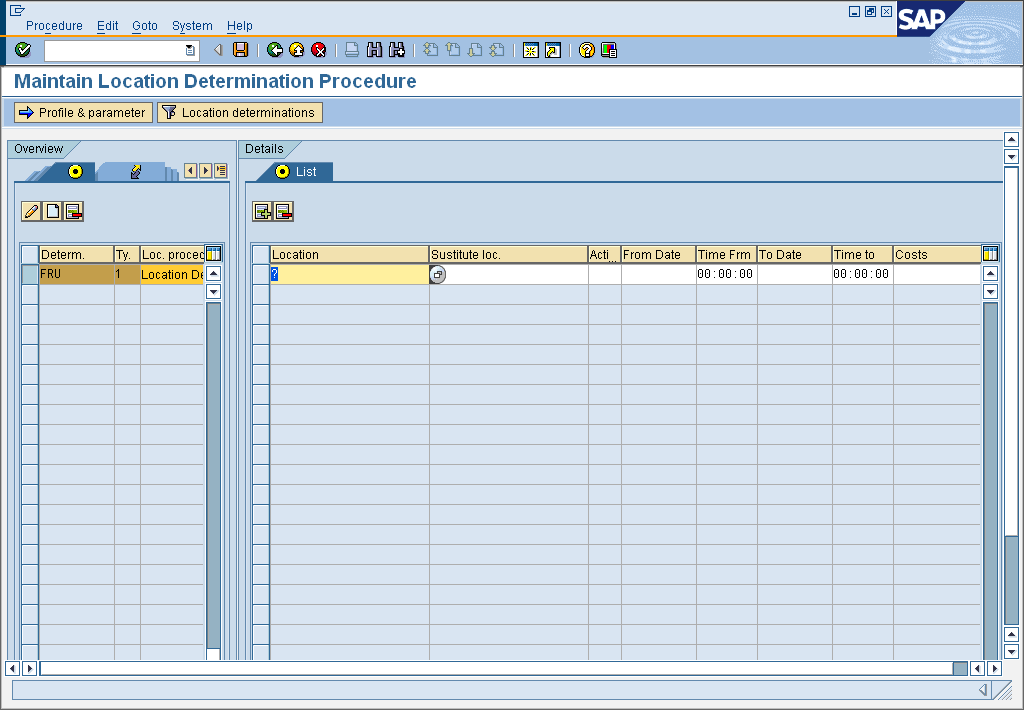 Procedure Edit Goto System Help
SAP
Maintain Location Determination Procedure
Profile & parameter Location determinations
Overview
Details
List
Determ. Ty. Loc. proced
FRU 1 Location De
Location Sustitute loc. Acti... From Date Time Frm To Date Time to Costs
? 00:00:00 00:00:00